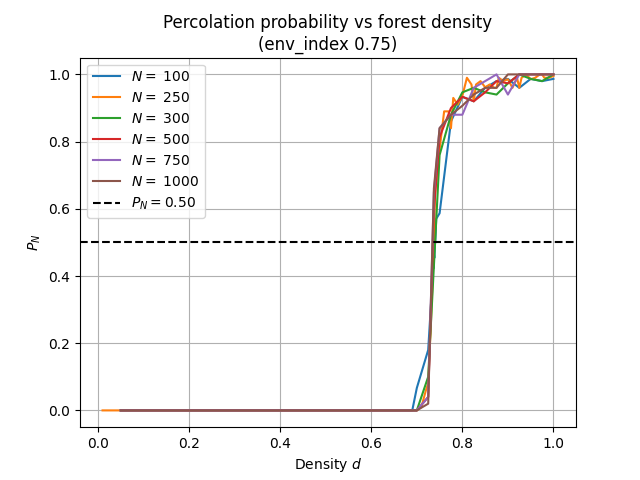 Percolation probability vs forest density
(env_index 0.75)
N = 100
N = 250
N = 300
N = 500
N = 750
N = 1000
P_N = 0.50
1.0
0.8
0.6
0.4
0.2
0.0
P_N
0.0 0.2 0.4 0.6 0.8 1.0
Density d